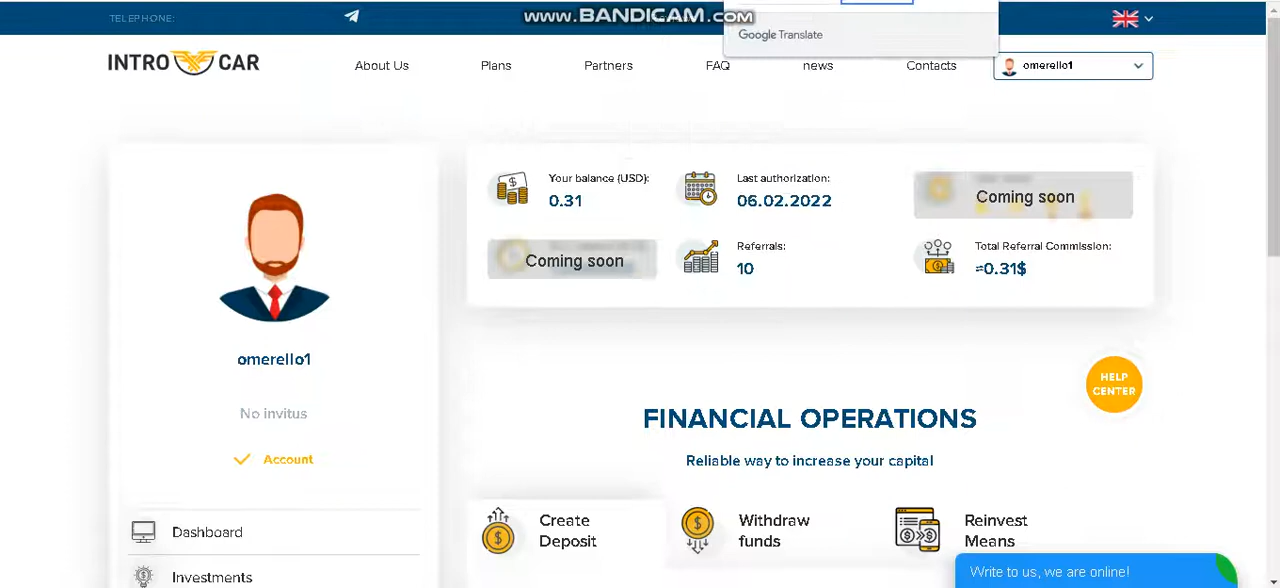 TELEPHONE:
www.BANDICAM.com
Google Translate
INTRO CAR
About Us
Plans
Partners
FAQ
news
Contacts
omerello1
Your balance (USD):
0.31
Last authorization:
06.02.2022
Coming soon
Coming soon
Referrals:
10
Total Referral Commission:
≈0.31$
omerello1
No invitus
Account
HELP
CENTER
FINANCIAL OPERATIONS
Reliable way to increase your capital
Create
Deposit
Withdraw
funds
Reinvest
Means
Dashboard
Investments
Write to us, we are online!